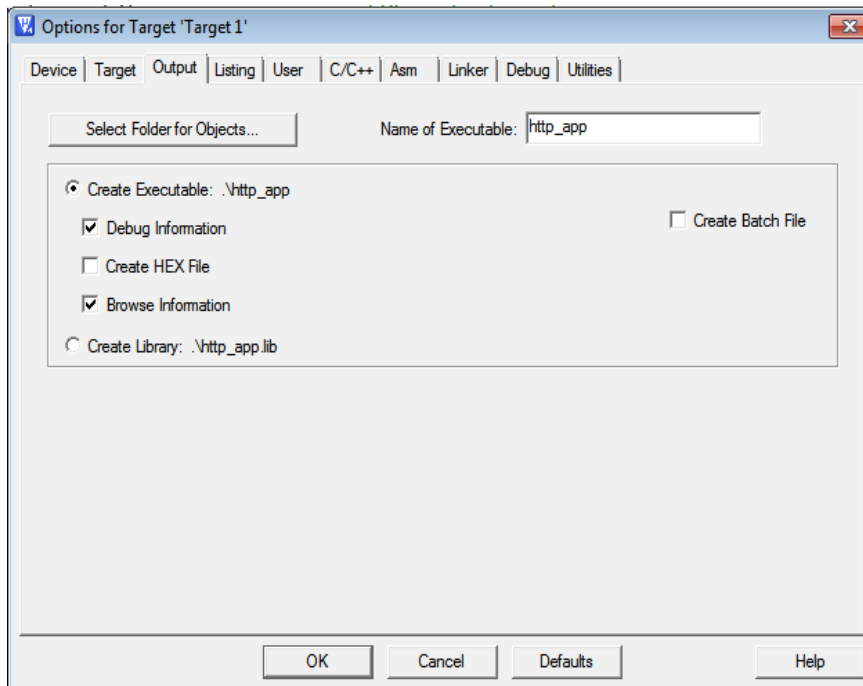 Options for Target 'Target 1'
Device Target Output Listing User C/C++ Asm Linker Debug Utilities
Select Folder for Objects... Name of Executable: http_app
Create Executable: .\http_app
Debug Information Create Batch File
Create HEX File
Browse Information
Create Library: .\http_app.lib
OK Cancel Defaults Help